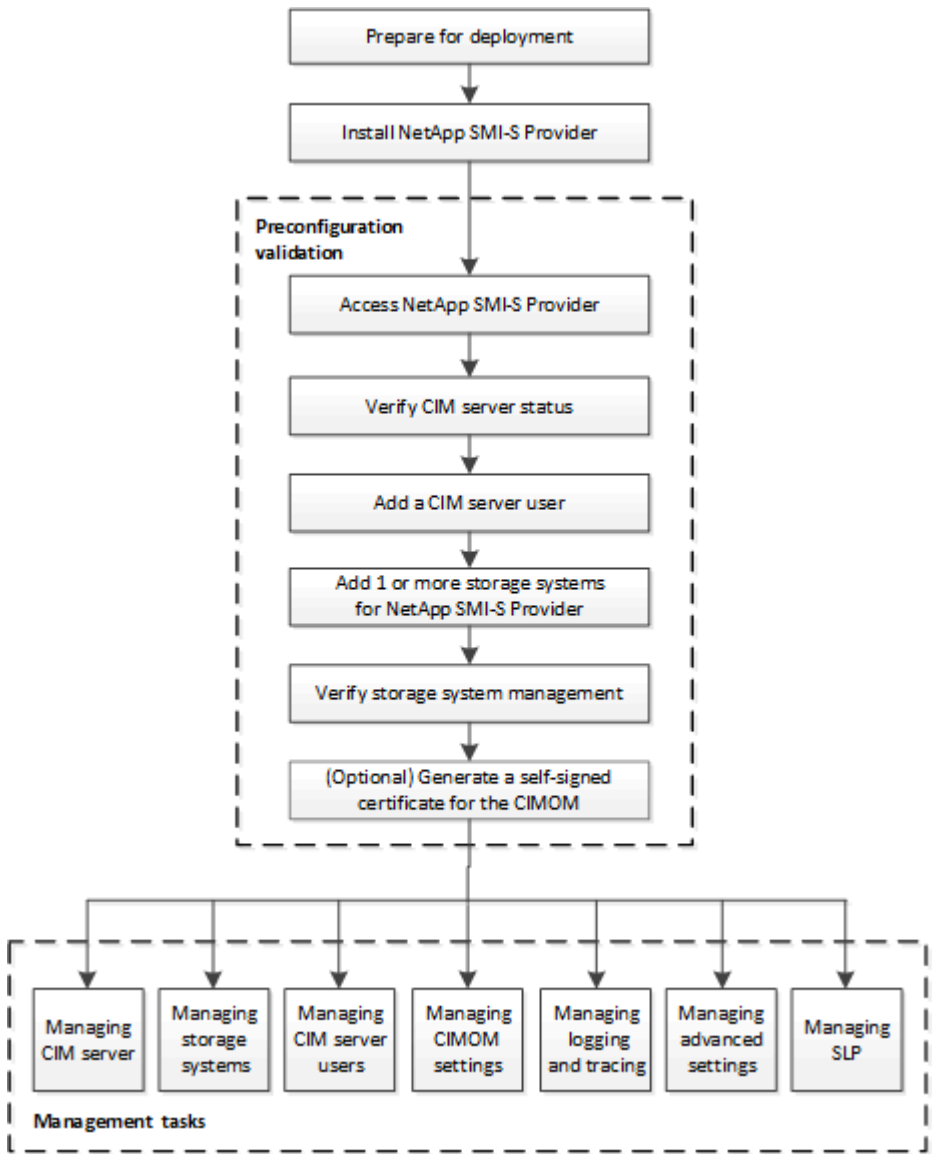 Prepare for deployment
Install NetApp SMI-S Provider
Preconfiguration
validation
Access NetApp SMI-S Provider
Verify CIM server status
Add a CIM server user
Add 1 or more storage systems
for NetApp SMI-S Provider
Verify storage system management
(Optional) Generate a self-signed
certificate for the CIMOM
Managing
CIM server
Managing
storage
systems
Managing
CIM server
users
Managing
CIMOM
settings
Managing
logging
and tracing
Managing
advanced
settings
Managing
SLP
Management tasks